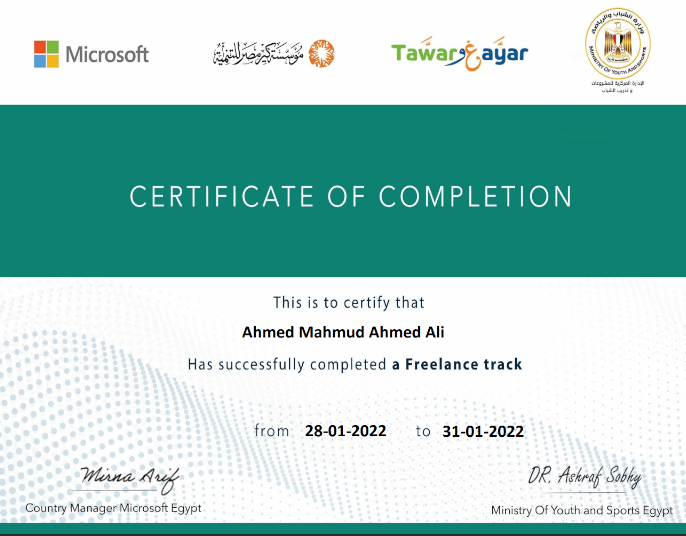 Microsoft
مؤسسة كير مصر للتنمية
Tawar و غ ayar
وزارة الشباب والرياضة
MINISTRY OF YOUTH AND SPORTS
الإدارة المركزية للمشروعات
و تدريب الشباب
CERTIFICATE OF COMPLETION
This is to certify that
Ahmed Mahmud Ahmed Ali
Has successfully completed a Freelance track
from 28-01-2022 to 31-01-2022
Mirna Arif
DR. Ashraf Sobhy
Country Manager Microsoft Egypt
Ministry Of Youth and Sports Egypt